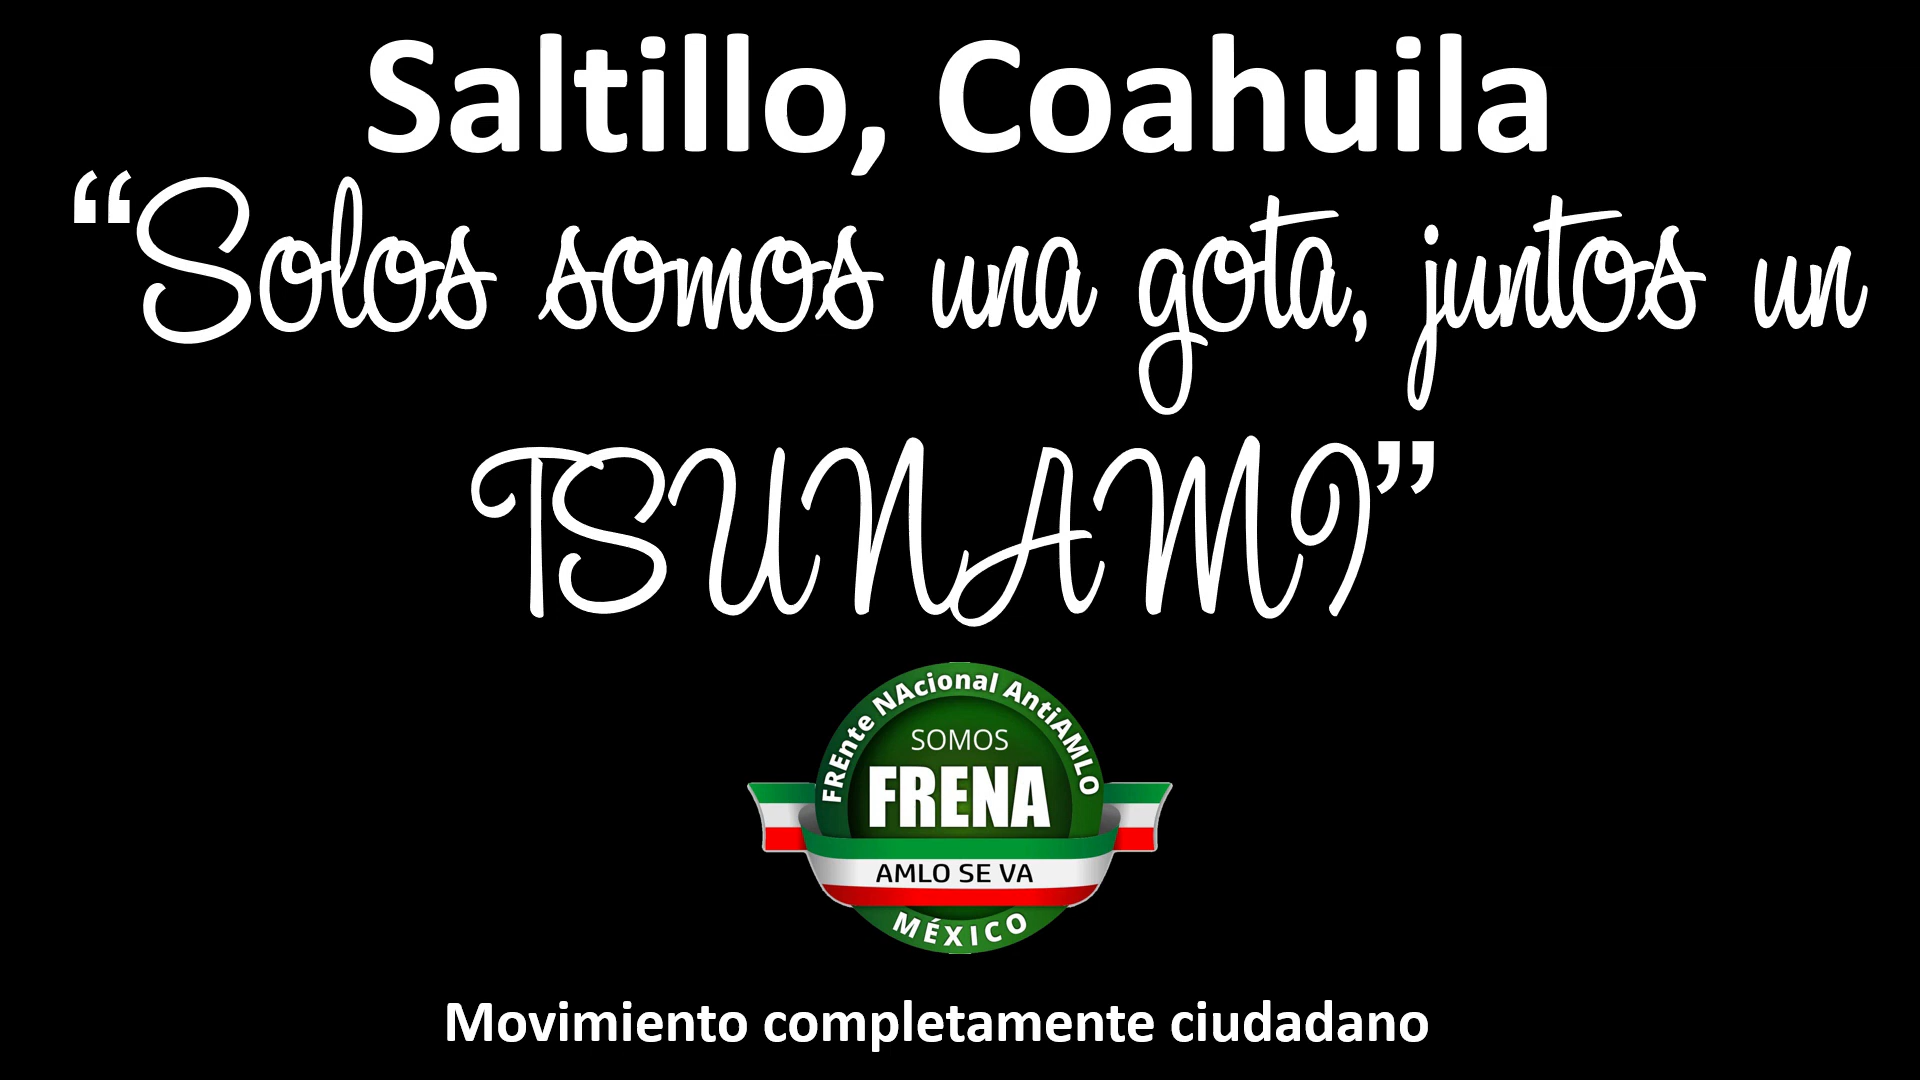 Saltillo, Coahuila
“Solos somos una gota, juntos un
TSUNAMI”
FREnte NAcional AntiAMLO
SOMOS
FRENA
AMLO SE VA
MÉXICO
Movimiento completamente ciudadano